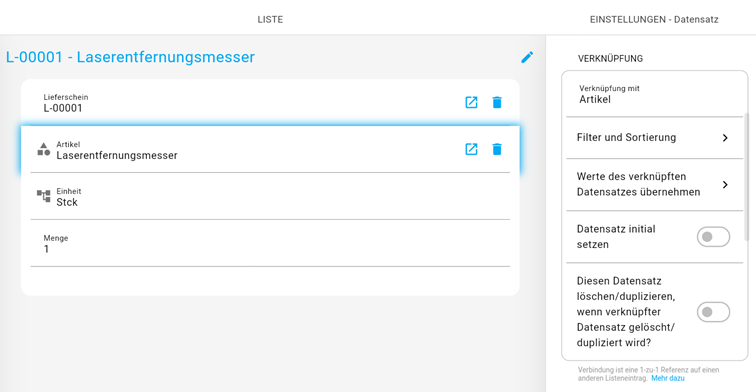 LISTE
EINSTELLUNGEN - Datensatz
L-00001 - Laserentfernungsmesser
Lieferschein
L-00001
Artikel
Laserentfernungsmesser
Einheit
Stck
Menge
1
VERKNÜPFUNG
Verknüpfung mit
Artikel
Filter und Sortierung
Werte des verknüpften
Datensatzes übernehmen
Datensatz initial
setzen
Diesen Datensatz
löschen/duplizieren,
wenn verknüpfter
Datensatz gelöscht/
dupliziert wird?
Verbindung ist eine 1-zu-1 Referenz auf einen
anderen Listeneintrag. Mehr dazu